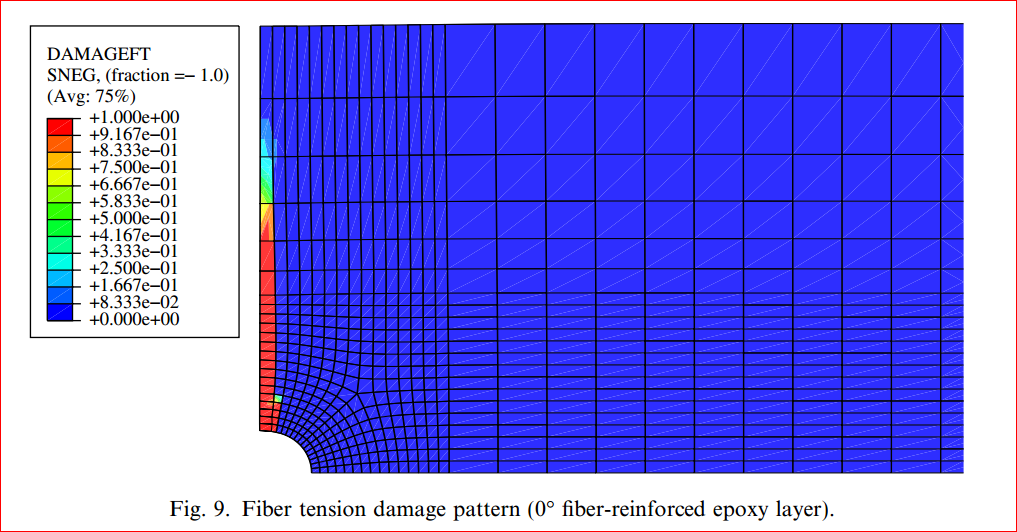 DAMAGEFT
SNEG, (fraction =− 1.0)
(Avg: 75%)
+1.000e+00
+9.167e−01
+8.333e−01
+7.500e−01
+6.667e−01
+5.833e−01
+5.000e−01
+4.167e−01
+3.333e−01
+2.500e−01
+1.667e−01
+8.333e−02
+0.000e+00
Fig. 9. Fiber tension damage pattern (0° fiber-reinforced epoxy layer).